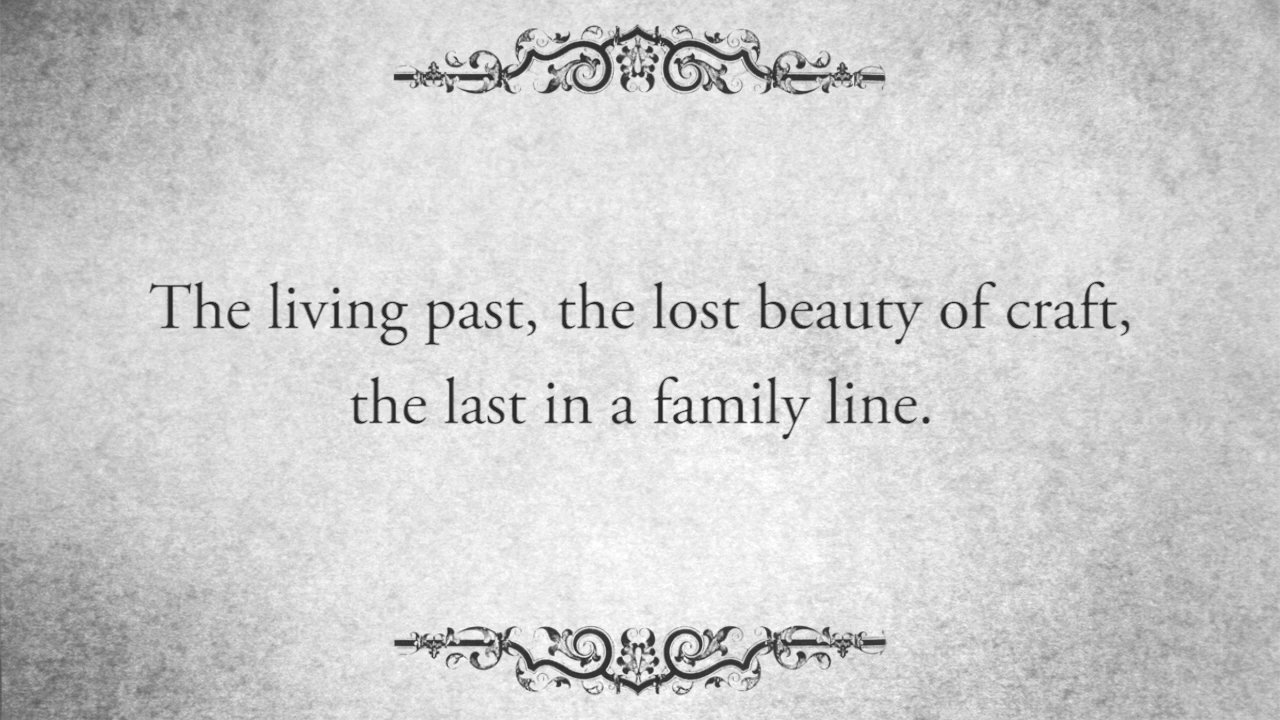 The living past, the lost beauty of craft,
the last in a family line.